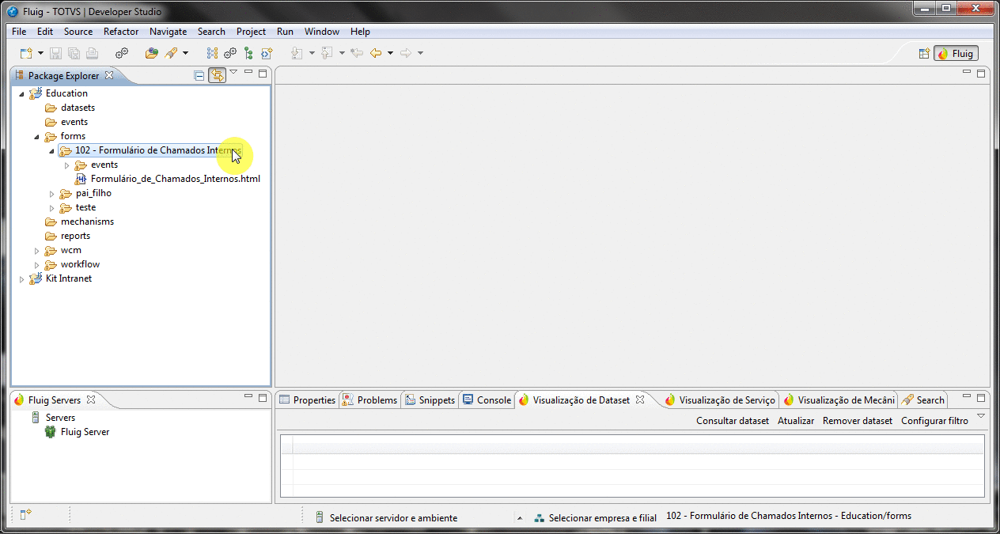 Fluig - TOTVS | Developer Studio
File Edit Source Refactor Navigate Search Project Run Window Help
Fluig
Package Explorer
Education
datasets
events
forms
102 - Formulário de Chamados Internos
events
Formulário_de_Chamados_Internos.html
pai_filho
teste
mechanisms
reports
wcm
workflow
Kit Intranet
Fluig Servers
Servers
Fluig Server
Properties Problems Snippets Console Visualização de Dataset Visualização de Serviço Visualização de Mecâni Search
Consultar dataset Atualizar Remover dataset Configurar filtro
Selecionar servidor e ambiente Selecionar empresa e filial 102 - Formulário de Chamados Internos - Education/forms